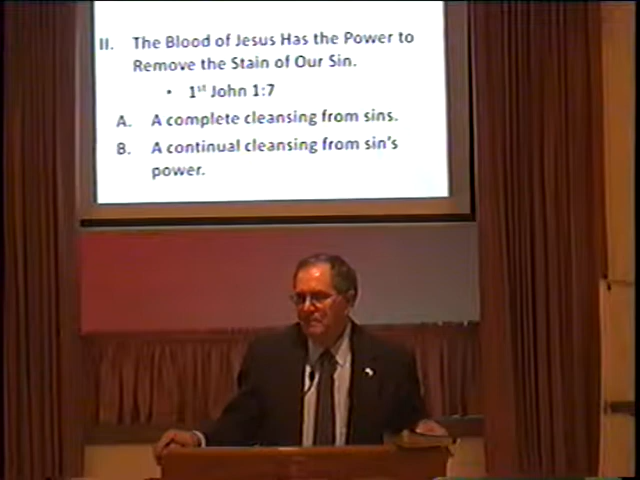 II. The Blood of Jesus Has the Power to
Remove the Stain of Our Sin.
• 1st John 1:7
A. A complete cleansing from sins.
B. A continual cleansing from sin's
power.